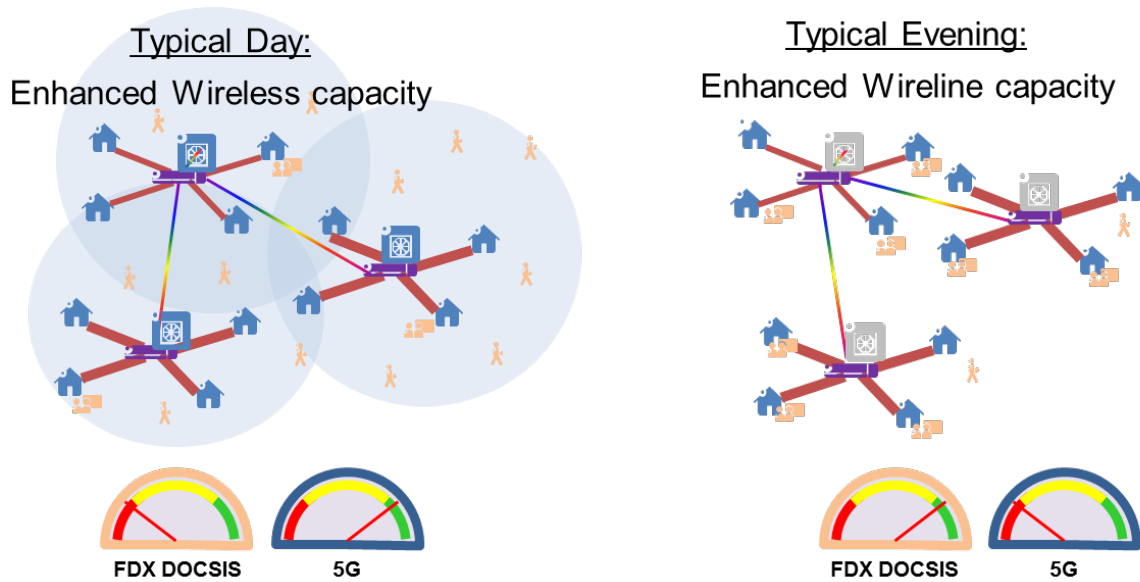 Typical Day:
Enhanced Wireless capacity
Typical Evening:
Enhanced Wireline capacity
FDX DOCSIS
5G
FDX DOCSIS
5G